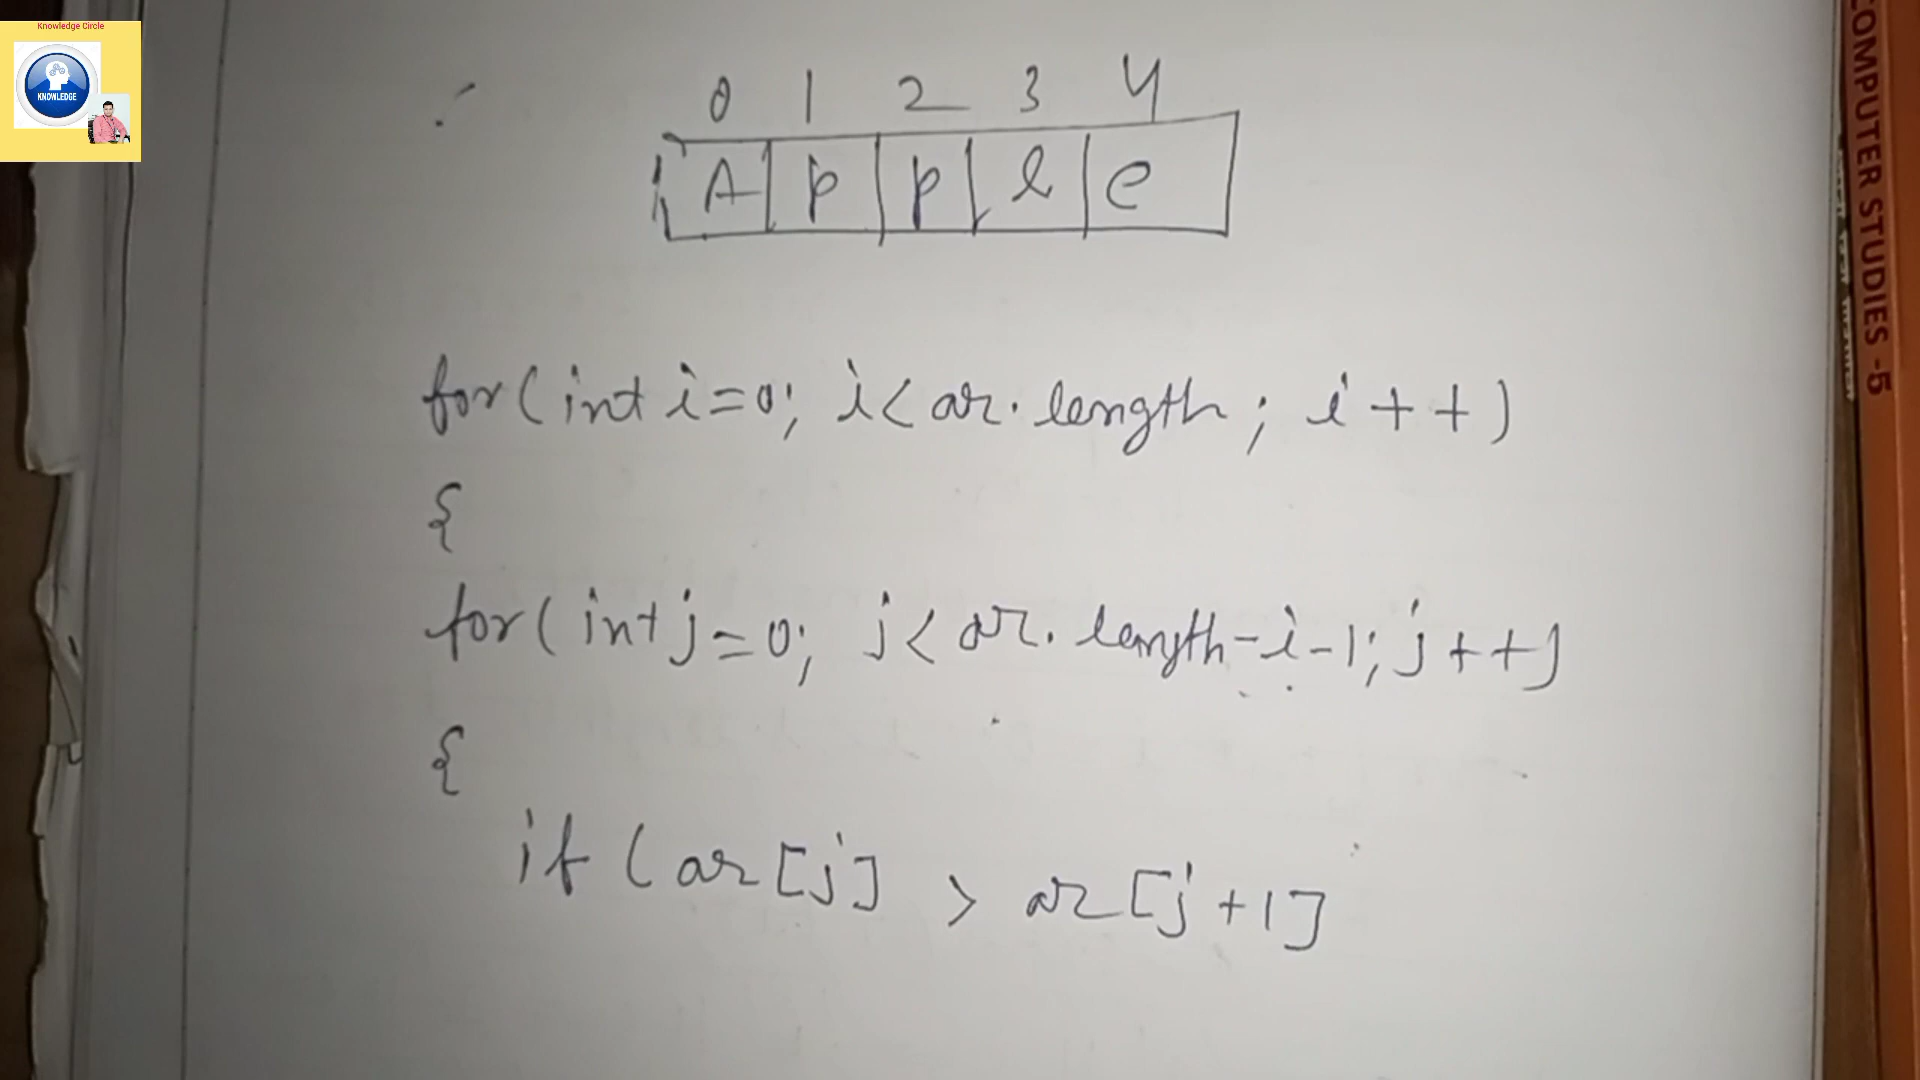 Knowledge Circle
KNOWLEDGE
0 1 2 3 4
A p p l e
for(int i=0; i<ar.length; i++)
{
for(int j=0; j<ar.length-i-1; j++)
{
if (ar[j] > ar[j+1]
COMPUTER STUDIES -5